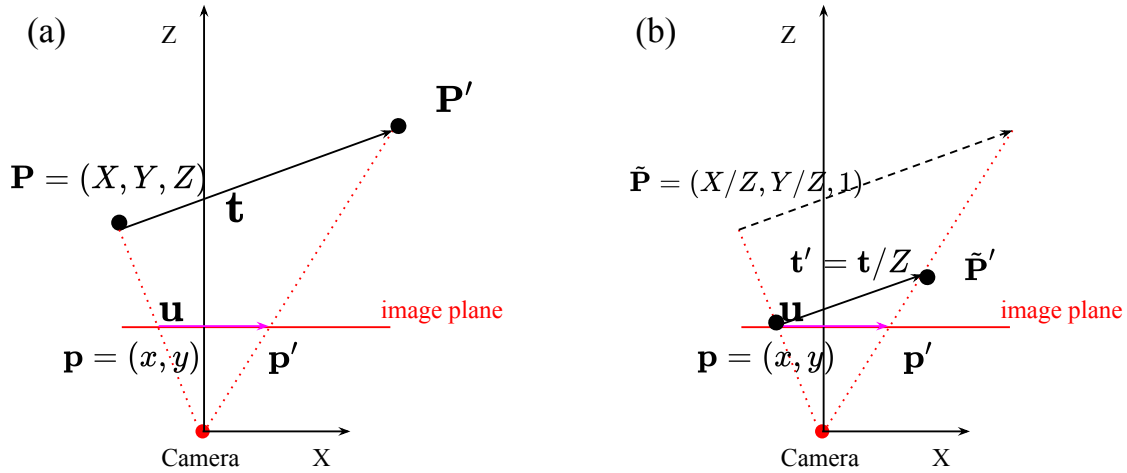 (a)
Z
P′
P = (X, Y, Z)
t
u
image plane
p = (x, y)
p′
Camera
X
(b)
Z
P̃ = (X/Z, Y/Z, 1)
t′ = t/Z
P̃′
u
image plane
p = (x, y)
p′
Camera
X